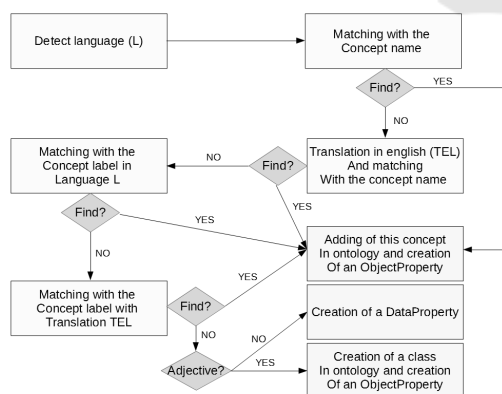 Detect language (L)
Matching with the
Concept name
Find?
YES
NO
Translation in english (TEL)
And matching
With the concept name
Find?
NO
YES
Matching with the
Concept label in
Language L
Find?
YES
NO
Adding of this concept
In ontology and creation
Of an ObjectProperty
Matching with the
Concept label with
Translation TEL
Find?
YES
NO
Adjective?
NO
YES
Creation of a DataProperty
Creation of a class
In ontology and creation
Of an ObjectProperty